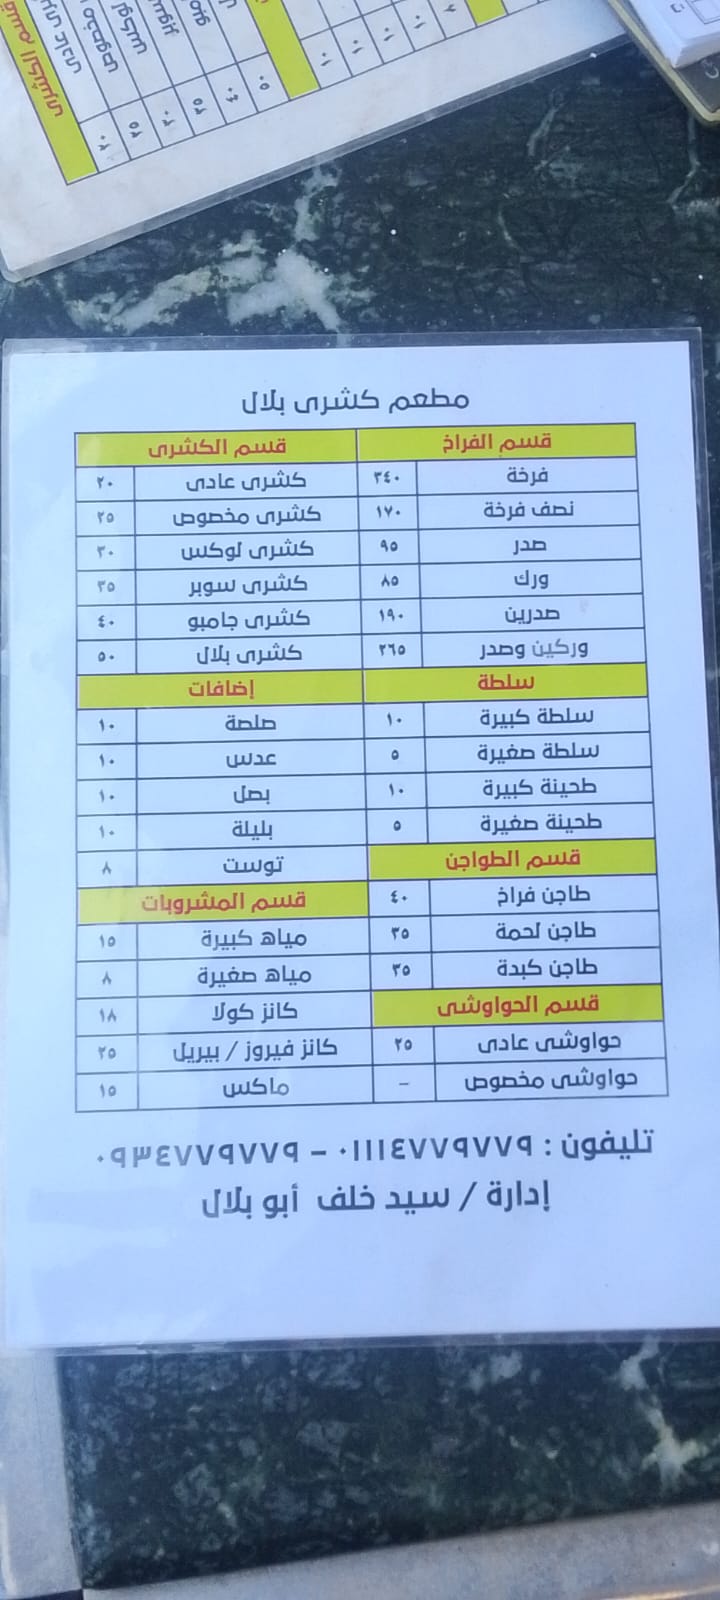 مطعم كشرى بلال
قسم الفراخ
فرخة ٣٤٠
نصف فرخة ١٧٠
صدر ٩٥
ورك ٨٥
صدرين ١٩٠
وركين وصدر ٢٦٥
سلطة
سلطة كبيرة ١٠
سلطة صغيرة ٥
طحينة كبيرة ١٠
طحينة صغيرة ٥
قسم الطواجن
طاجن فراخ ٤٠
طاجن لحمة ٣٥
طاجن كبدة ٣٥
قسم الحواوشى
حواوشى عادى ٢٥
حواوشى مخصوص –
قسم الكشرى
كشرى عادى ٢٠
كشرى مخصوص ٢٥
كشرى لوكس ٣٠
كشرى سوبر ٣٥
كشرى جامبو ٤٠
كشرى بلال ٥٠
إضافات
صلصة ١٠
عدس ١٠
بصل ١٠
بليلة ١٠
توست ٨
قسم المشروبات
مياه كبيرة ١٥
مياه صغيرة ٨
كانز كولا ١٨
كانز فيروز / بيريل ٢٥
ماكس ١٥
تليفون : ٠١١١٤٧٧٩٧٧٩ – ٠٩٣٤٧٧٩٧٧٩
إدارة / سيد خلف أبو بلال